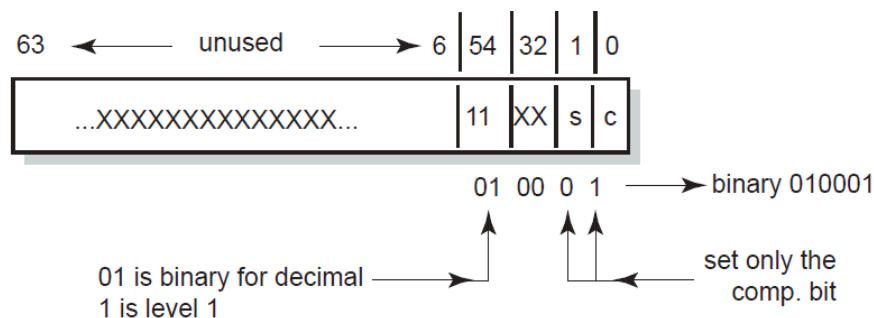 63 unused 6 54 32 1 0
...XXXXXXXXXXXXXX... 11 XX s c
01 00 0 1 binary 010001
01 is binary for decimal
1 is level 1
set only the
comp. bit